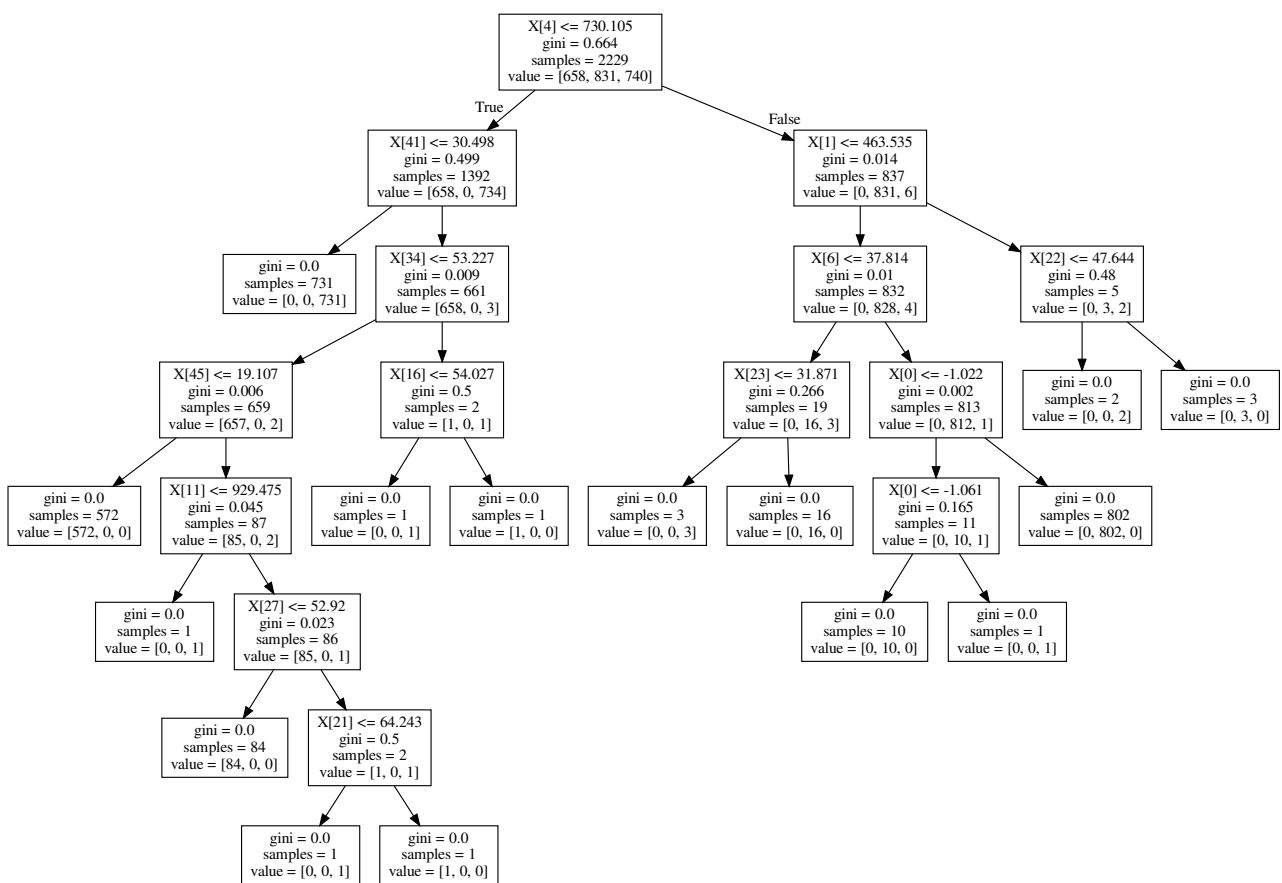 X[4] <= 730.105
gini = 0.664
samples = 2229
value = [658, 831, 740]
True
False
X[41] <= 30.498
gini = 0.499
samples = 1392
value = [658, 0, 734]
X[1] <= 463.535
gini = 0.014
samples = 837
value = [0, 831, 6]
gini = 0.0
samples = 731
value = [0, 0, 731]
X[34] <= 53.227
gini = 0.009
samples = 661
value = [658, 0, 3]
X[6] <= 37.814
gini = 0.01
samples = 832
value = [0, 828, 4]
X[22] <= 47.644
gini = 0.48
samples = 5
value = [0, 3, 2]
X[45] <= 19.107
gini = 0.006
samples = 659
value = [657, 0, 2]
X[16] <= 54.027
gini = 0.5
samples = 2
value = [1, 0, 1]
X[23] <= 31.871
gini = 0.266
samples = 19
value = [0, 16, 3]
X[0] <= -1.022
gini = 0.002
samples = 813
value = [0, 812, 1]
gini = 0.0
samples = 2
value = [0, 0, 2]
gini = 0.0
samples = 3
value = [0, 3, 0]
gini = 0.0
samples = 572
value = [572, 0, 0]
X[11] <= 929.475
gini = 0.045
samples = 87
value = [85, 0, 2]
gini = 0.0
samples = 1
value = [0, 0, 1]
gini = 0.0
samples = 1
value = [1, 0, 0]
gini = 0.0
samples = 3
value = [0, 0, 3]
gini = 0.0
samples = 16
value = [0, 16, 0]
X[0] <= -1.061
gini = 0.165
samples = 11
value = [0, 10, 1]
gini = 0.0
samples = 802
value = [0, 802, 0]
gini = 0.0
samples = 1
value = [0, 0, 1]
X[27] <= 52.92
gini = 0.023
samples = 86
value = [85, 0, 1]
gini = 0.0
samples = 10
value = [0, 10, 0]
gini = 0.0
samples = 1
value = [0, 0, 1]
gini = 0.0
samples = 84
value = [84, 0, 0]
X[21] <= 64.243
gini = 0.5
samples = 2
value = [1, 0, 1]
gini = 0.0
samples = 1
value = [0, 0, 1]
gini = 0.0
samples = 1
value = [1, 0, 0]